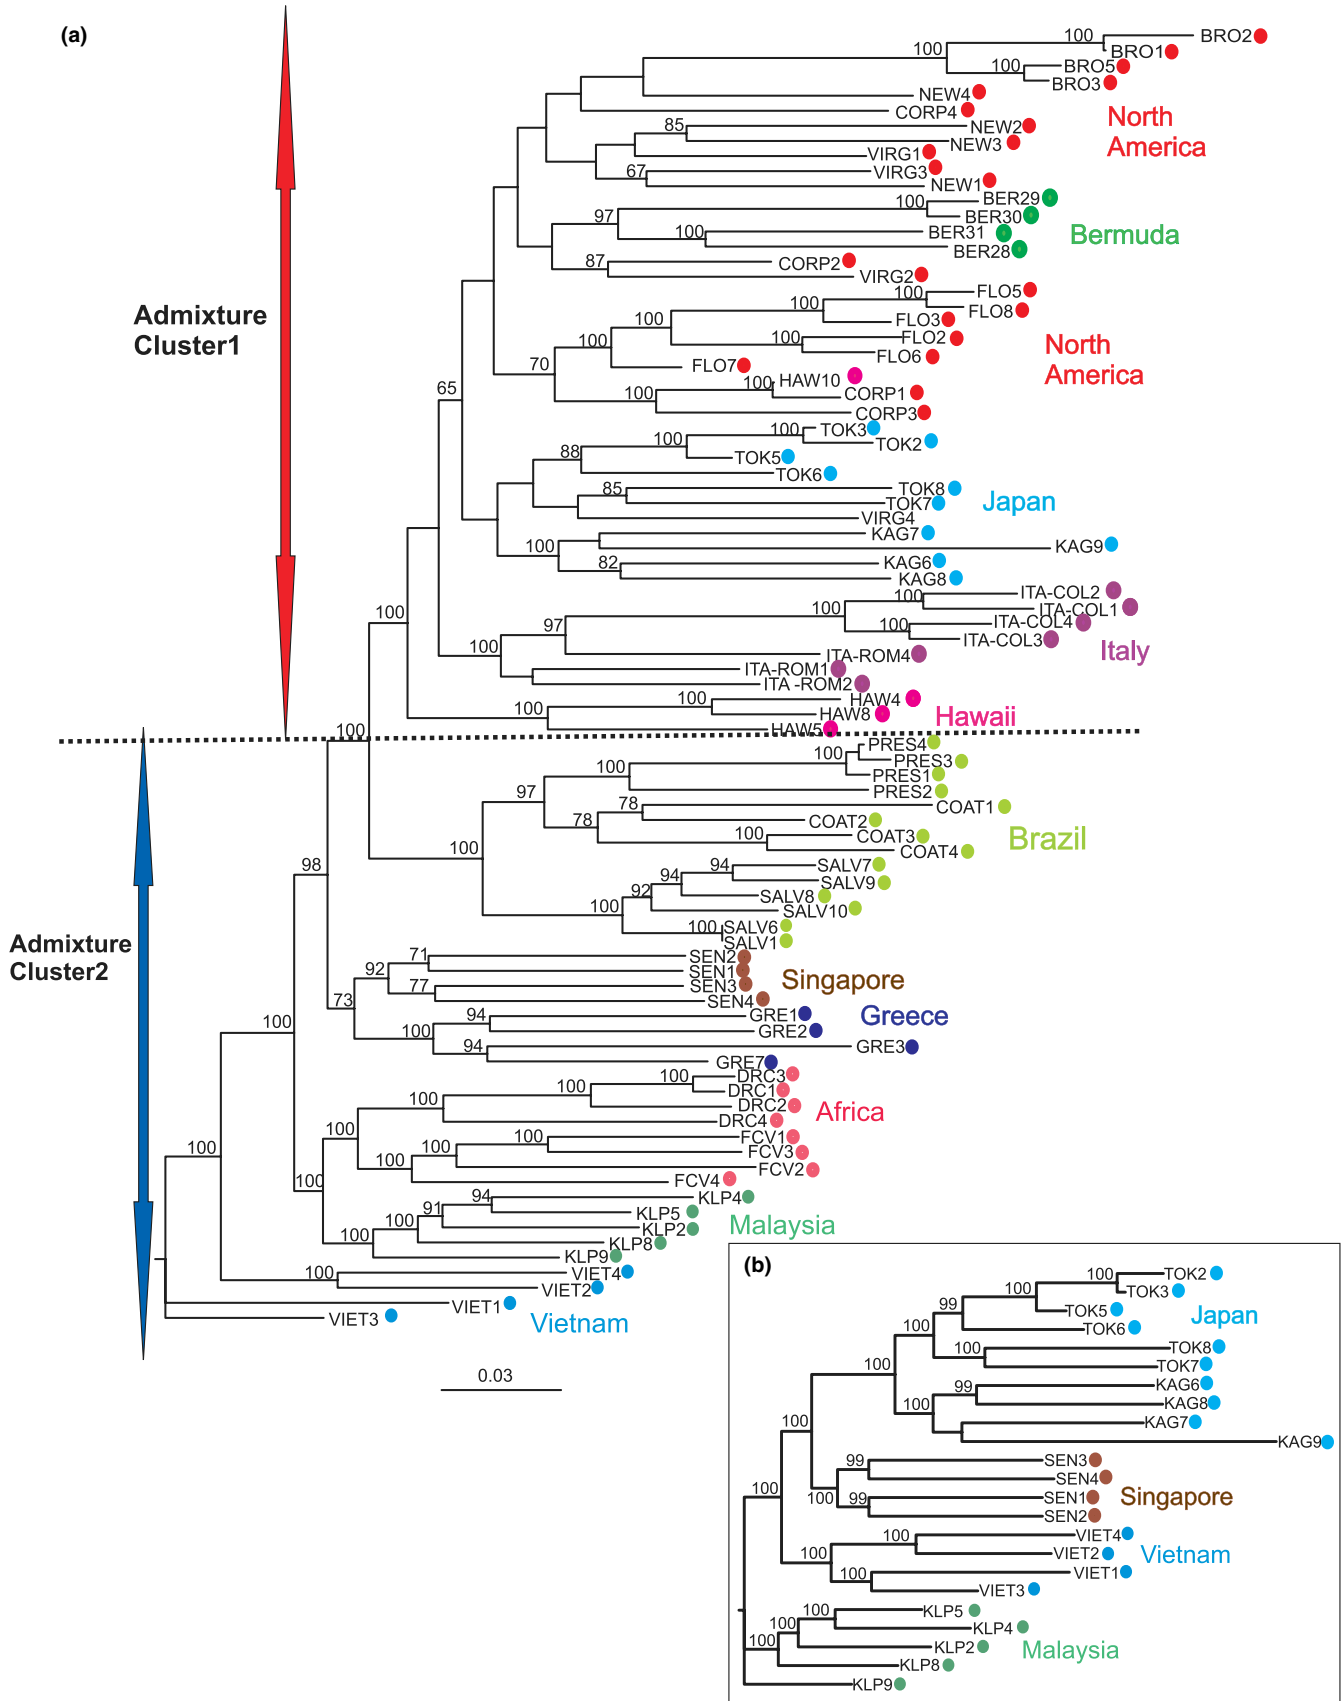 (a)
100
100
BRO2
BRO1
100
BRO5
BRO3
NEW4
CORP4
North
America
85
NEW2
NEW3
VIRG1
67
VIRG3
NEW1
100
BER29
97
BER30
100
BER31
BER28
Bermuda
87
CORP2
VIRG2
Admixture
Cluster1
100
FLO5
100
FLO8
100
FLO3
100
100
FLO2
FLO6
North
America
70
FLO7
100
HAW10
65
100
CORP1
CORP3
100
TOK3
100
TOK2
88
TOK5
TOK6
85
TOK8
TOK7
Japan
VIRG4
KAG7
100
KAG9
82
KAG6
KAG8
100
ITA-COL2
100
ITA-COL1
100
ITA-COL4
97
ITA-COL3
100
Italy
100
ITA-ROM4
ITA-ROM1
ITA -ROM2
100
HAW4
100
HAW8
Hawaii
HAW5
100
PRES4
100
PRES3
100
PRES1
97
PRES2
78
COAT1
78
COAT2
100
COAT3
Brazil
100
COAT4
98
94
SALV7
94
SALV9
92
SALV8
100
SALV10
100
SALV6
SALV1
Admixture
Cluster2
71
SEN2
92
SEN1
77
SEN3
Singapore
73
SEN4
94
GRE1
Greece
100
GRE2
100
94
GRE3
GRE7
100
DRC3
100
DRC1
100
DRC2
Africa
DRC4
100
100
FCV1
100
FCV3
100
100
FCV2
100
FCV4
94
KLP4
91
KLP5
100
KLP2
Malaysia
100
KLP8
KLP9
100
VIET4
VIET2
VIET1
VIET3
Vietnam
0.03
(b)
100
TOK2
100
TOK3
99
TOK5
100
TOK6
Japan
100
TOK8
100
TOK7
99
KAG6
100
KAG8
KAG7
100
KAG9
99
SEN3
SEN4
100
99
SEN1
Singapore
100
SEN2
100
VIET4
100
VIET2
Vietnam
100
VIET1
VIET3
100
KLP5
100
KLP4
100
KLP2
Malaysia
KLP8
KLP9